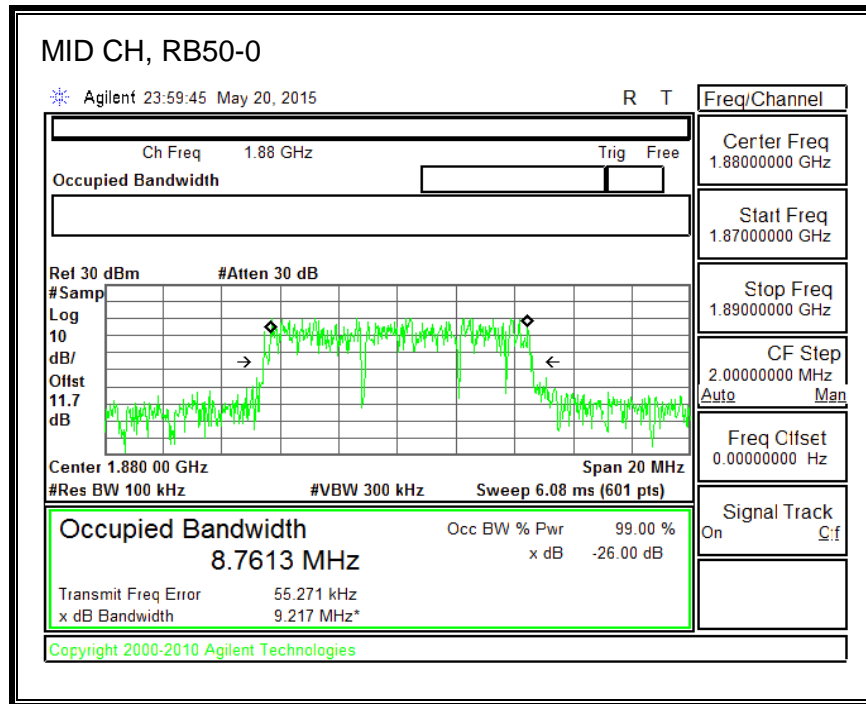 MID CH, RB50-0
Agilent 23:59:45 May 20, 2015 R T
Freq/Channel
Ch Freq 1.88 GHz Trig Free
Occupied Bandwidth
Center Freq
1.88000000 GHz
Start Freq
1.87000000 GHz
Stop Freq
1.89000000 GHz
CF Step
2.00000000 MHz
Auto Man
Freq Offset
0.00000000 Hz
Signal Track
On Off
Ref 30 dBm #Atten 30 dB
#Samp
Log
10
dB/
Offst
11.7
dB
Center 1.880 00 GHz Span 20 MHz
#Res BW 100 kHz #VBW 300 kHz Sweep 6.08 ms (601 pts)
Occupied Bandwidth Occ BW % Pwr 99.00 %
8.7613 MHz x dB -26.00 dB
Transmit Freq Error 55.271 kHz
x dB Bandwidth 9.217 MHz*
Copyright 2000-2010 Agilent Technologies